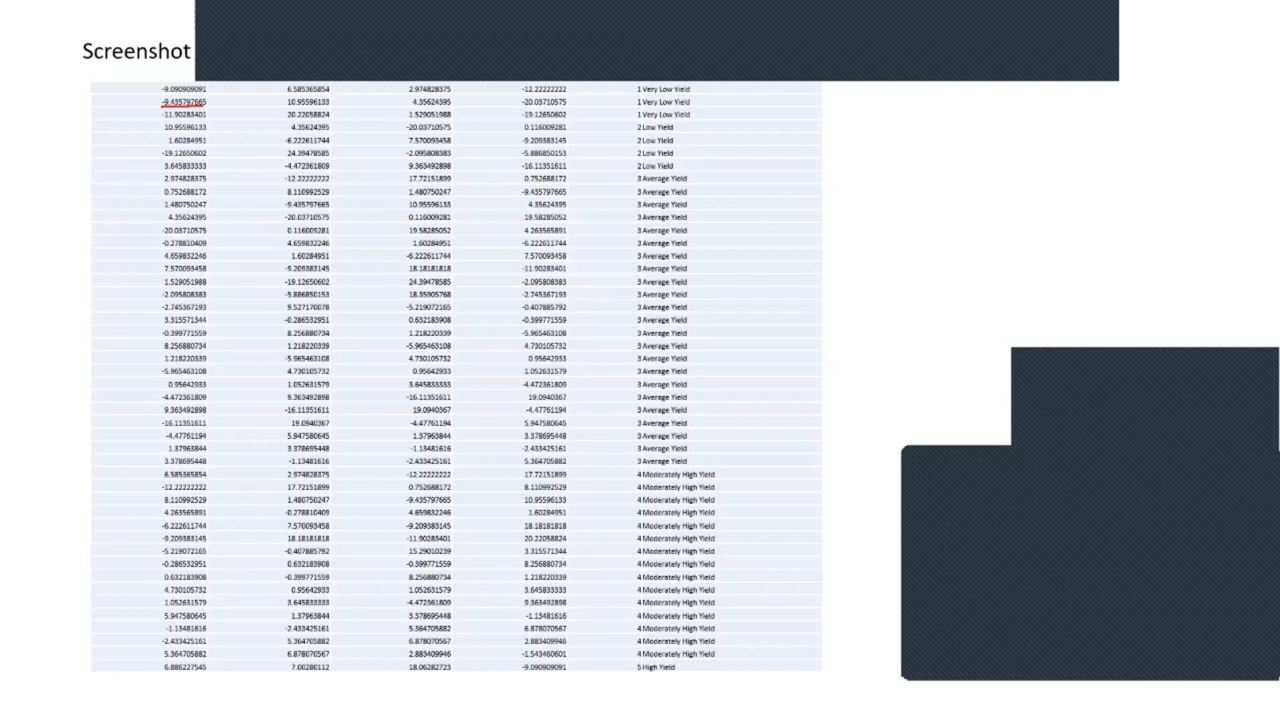 Screenshot
-9.090909091 6.585365854 2.974828375 -12.22222222 1 Very Low Yield
-9.435797665 10.95596133 4.35624395 -20.03710575 1 Very Low Yield
-11.90283401 20.22058824 1.529051988 -19.12650602 1 Very Low Yield
10.95596133 4.35624395 -20.03710575 0.116009281 2 Low Yield
1.60284951 -6.222611744 7.570093458 -9.209383145 2 Low Yield
-19.12650602 24.39478585 -2.095808383 -5.886850153 2 Low Yield
3.645833333 -4.472361809 9.363492898 -16.11351611 2 Low Yield
2.974828375 -12.22222222 17.72151899 0.752688172 3 Average Yield
0.752688172 8.110992529 1.480750247 -9.435797665 3 Average Yield
1.480750247 -9.435797665 10.95596133 4.35624395 3 Average Yield
4.35624395 -20.03710575 0.116009281 19.58285052 3 Average Yield
-20.03710575 0.116009281 19.58285052 4.263565891 3 Average Yield
-0.278810409 4.659832246 1.60284951 -6.222611744 3 Average Yield
4.659832246 1.60284951 -6.222611744 7.570093458 3 Average Yield
7.570093458 -9.209383145 18.18181818 -11.90283401 3 Average Yield
1.529051988 -19.12650602 24.39478585 -2.095808383 3 Average Yield
-2.095808383 -5.886850153 18.35905768 -2.745367193 3 Average Yield
-2.745367193 9.527170078 -5.219072165 -0.407885792 3 Average Yield
3.315571344 -0.286532951 0.632183908 -0.399771559 3 Average Yield
-0.399771559 8.256880734 1.218220339 -5.965463108 3 Average Yield
8.256880734 1.218220339 -5.965463108 4.730105732 3 Average Yield
1.218220339 -5.965463108 4.730105732 0.95642933 3 Average Yield
-5.965463108 4.730105732 0.95642933 1.052631579 3 Average Yield
0.95642933 1.052631579 3.645833333 -4.472361809 3 Average Yield
-4.472361809 9.363492898 -16.11351611 19.0940367 3 Average Yield
9.363492898 -16.11351611 19.0940367 -4.47761194 3 Average Yield
-16.11351611 19.0940367 -4.47761194 5.947580645 3 Average Yield
-4.47761194 5.947580645 1.37963844 3.378695448 3 Average Yield
1.37963844 3.378695448 -1.13481616 -2.433425161 3 Average Yield
3.378695448 -1.13481616 -2.433425161 5.364705882 3 Average Yield
6.585365854 2.974828375 -12.22222222 17.72151899 4 Moderately High Yield
-12.22222222 17.72151899 0.752688172 8.110992529 4 Moderately High Yield
8.110992529 1.480750247 -9.435797665 10.95596133 4 Moderately High Yield
4.263565891 -0.278810409 4.659832246 1.60284951 4 Moderately High Yield
-6.222611744 7.570093458 -9.209383145 18.18181818 4 Moderately High Yield
-9.209383145 18.18181818 -11.90283401 20.22058824 4 Moderately High Yield
-5.219072165 -0.407885792 15.29010239 3.315571344 4 Moderately High Yield
-0.286532951 0.632183908 -0.399771559 8.256880734 4 Moderately High Yield
0.632183908 -0.399771559 8.256880734 1.218220339 4 Moderately High Yield
4.730105732 0.95642933 1.052631579 3.645833333 4 Moderately High Yield
1.052631579 3.645833333 -4.472361809 9.363492898 4 Moderately High Yield
5.947580645 1.37963844 3.378695448 -1.13481616 4 Moderately High Yield
-1.13481616 -2.433425161 5.364705882 6.878070567 4 Moderately High Yield
-2.433425161 5.364705882 6.878070567 2.883409946 4 Moderately High Yield
5.364705882 6.878070567 2.883409946 -1.543460601 4 Moderately High Yield
6.886227545 7.00280112 18.06282723 -9.090909091 5 High Yield